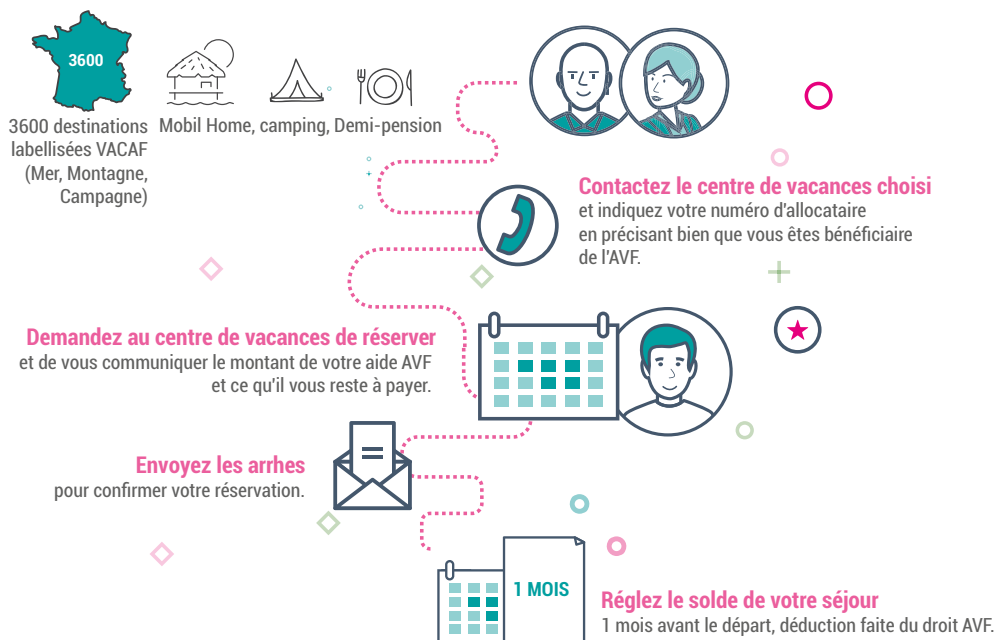 3600
3600 destinations
labellisées VACAF
(Mer, Montagne,
Campagne)
Mobil Home, camping, Demi-pension
Contactez le centre de vacances choisi
et indiquez votre numéro d'allocataire
en précisant bien que vous êtes bénéficiaire
de l'AVF.
Demandez au centre de vacances de réserver
et de vous communiquer le montant de votre aide AVF
et ce qu'il vous reste à payer.
Envoyez les arrhes
pour confirmer votre réservation.
1 MOIS
Réglez le solde de votre séjour
1 mois avant le départ, déduction faite du droit AVF.